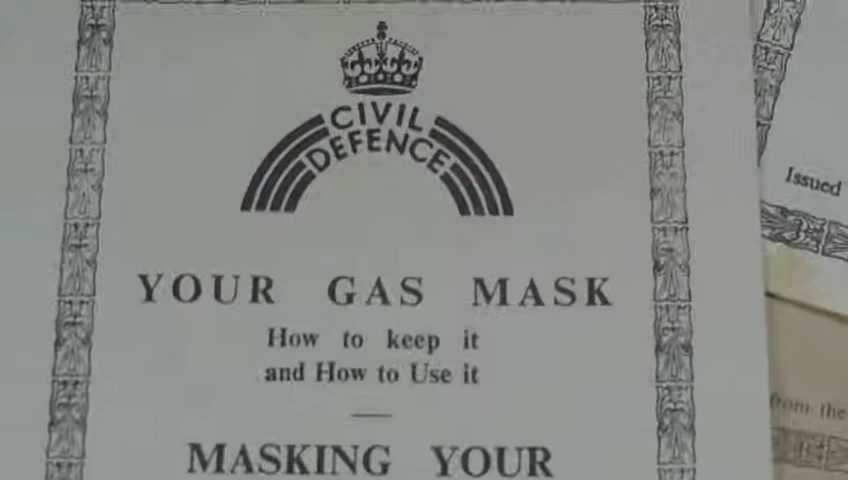 CIVIL
DEFENCE
YOUR GAS MASK
How to keep it
and How to Use it
MASKING YOUR
Issued
from the